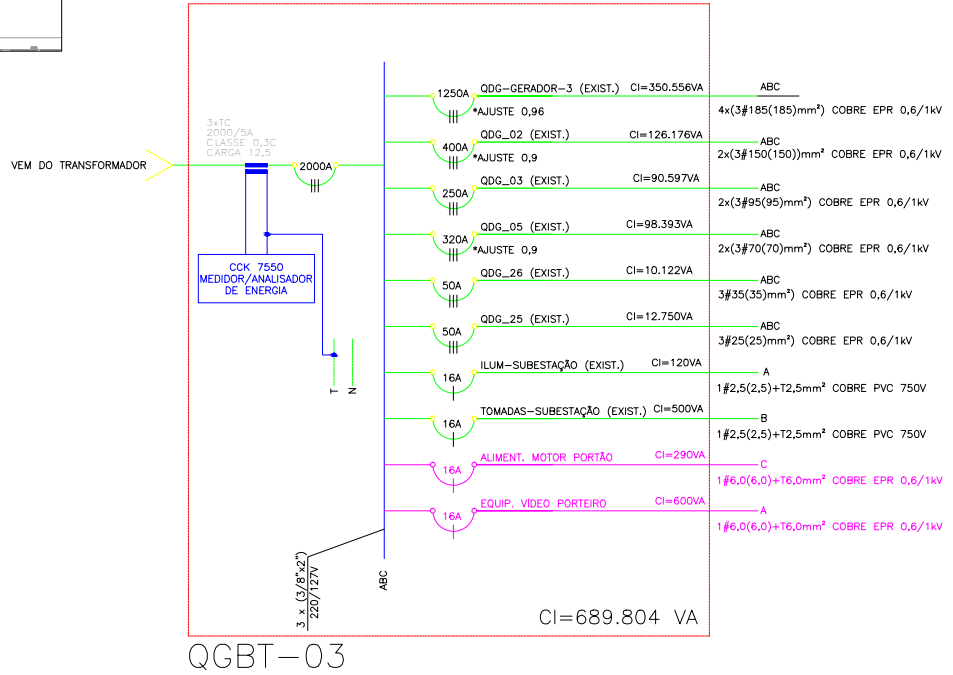 1250A QDG-GERADOR-3 (EXIST.) CI=350.556VA ABC
*AJUSTE 0,96 4x(3#185(185)mm² COBRE EPR 0,6/1kV
3xTC
2000/5A
CLASSE 0,3C
CARGA 12,5
400A QDG_02 (EXIST.) CI=126.176VA ABC
*AJUSTE 0,9 2x(3#150(150))mm² COBRE EPR 0,6/1kV
VEM DO TRANSFORMADOR
2000A
250A QDG_03 (EXIST.) CI=90.597VA ABC
2x(3#95(95)mm²) COBRE EPR 0,6/1kV
320A QDG_05 (EXIST.) CI=98.393VA ABC
*AJUSTE 0,9 2x(3#70(70)mm²) COBRE EPR 0,6/1kV
CCK 7550
MEDIDOR/ANALISADOR
DE ENERGIA
50A QDG_26 (EXIST.) CI=10.122VA ABC
3#35(35)mm²) COBRE EPR 0,6/1kV
50A QDG_25 (EXIST.) CI=12.750VA ABC
3#25(25)mm²) COBRE EPR 0,6/1kV
T N
16A ILUM-SUBESTAÇÃO (EXIST.) CI=120VA A
1#2,5(2,5)+T2,5mm² COBRE PVC 750V
16A TOMADAS-SUBESTAÇÃO (EXIST.) CI=500VA B
1#2,5(2,5)+T2,5mm² COBRE PVC 750V
16A ALIMENT. MOTOR PORTÃO CI=290VA C
1#6,0(6,0)+T6,0mm² COBRE EPR 0,6/1kV
16A EQUIP. VÍDEO PORTEIRO CI=600VA A
1#6,0(6,0)+T6,0mm² COBRE EPR 0,6/1kV
3 x (3/8"x2")
220/127V
ABC
CI=689.804 VA
QGBT-03